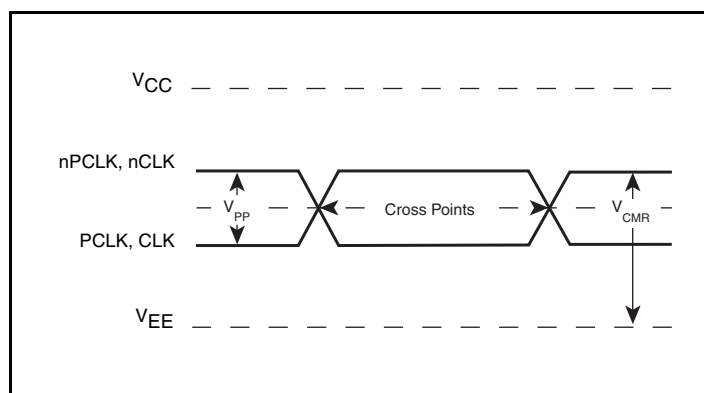 VCC
nPCLK, nCLK
VPP
Cross Points
VCMR
PCLK, CLK
VEE